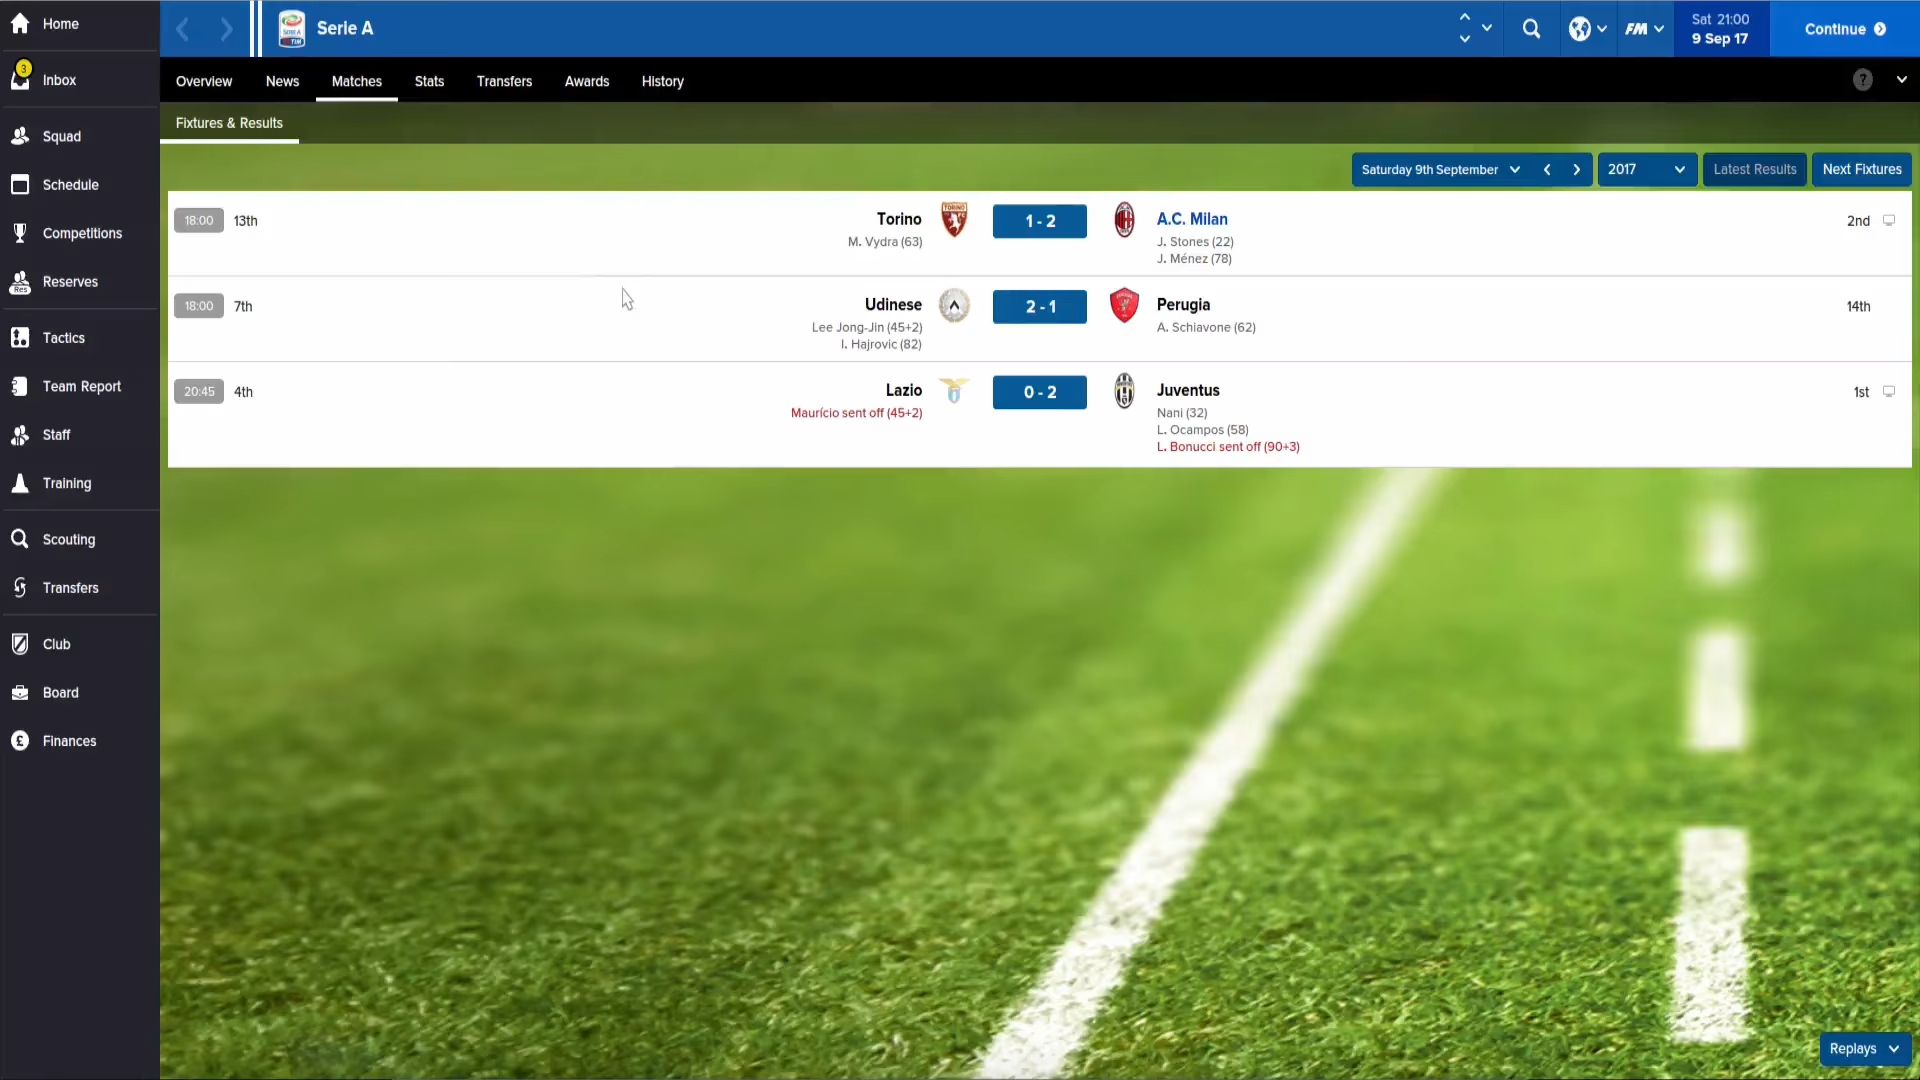 Home
3
Inbox
Squad
Schedule
Competitions
Res
Reserves
Tactics
Team Report
Staff
Training
Scouting
Transfers
Club
Board
£
Finances
Serie A
FM
Sat 21:00
9 Sep 17
Continue
Overview
News
Matches
Stats
Transfers
Awards
History
?
Fixtures & Results
Saturday 9th September
2017
Latest Results
Next Fixtures
18:00 13th Torino 1 - 2 A.C. Milan 2nd
M. Vydra (63) J. Stones (22)
J. Ménez (78)
18:00 7th Udinese 2 - 1 Perugia 14th
Lee Jong-Jin (45+2) A. Schiavone (62)
I. Hajrovic (82)
20:45 4th Lazio 0 - 2 Juventus 1st
Maurício sent off (45+2) Nani (32)
L. Ocampos (58)
L. Bonucci sent off (90+3)
Replays